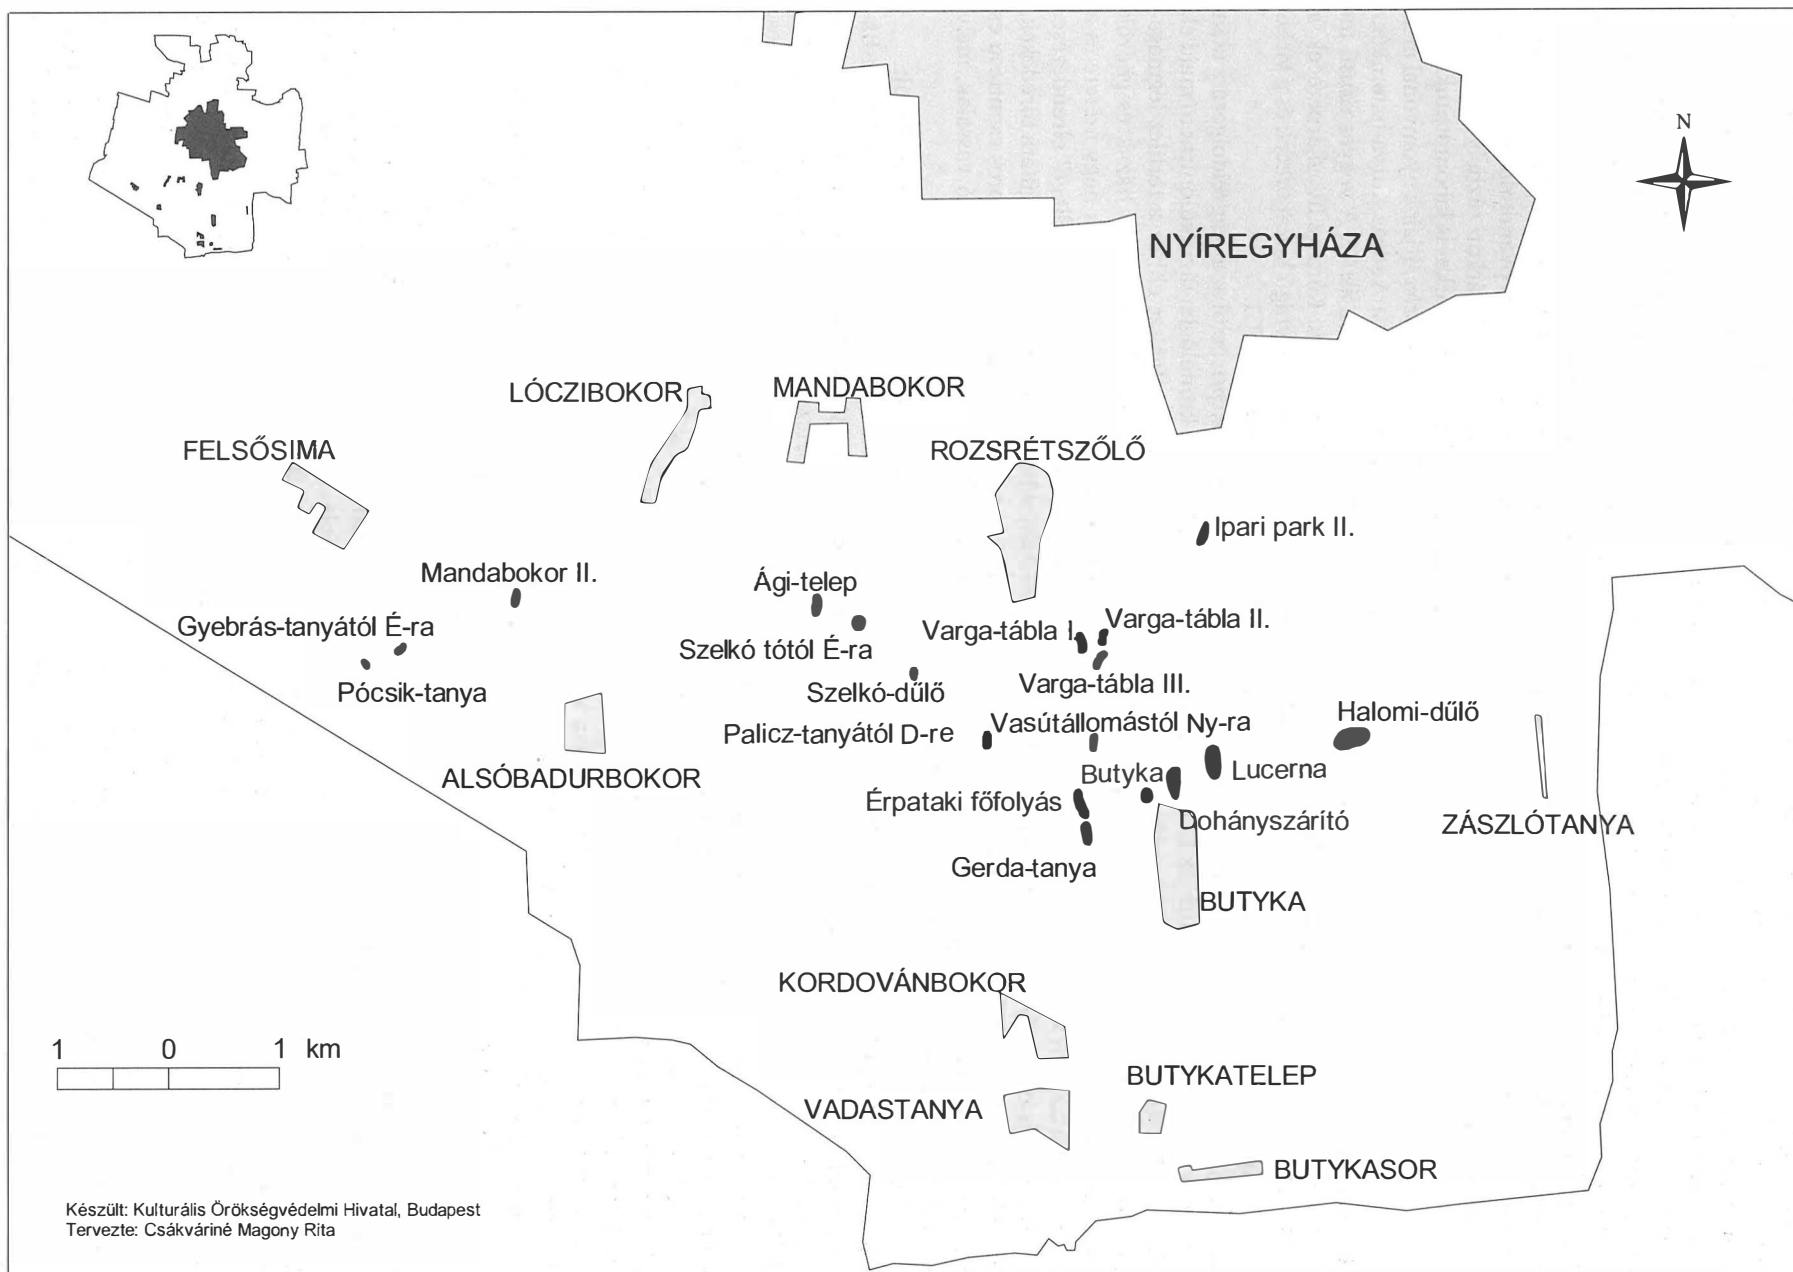 N
NYÍREGYHÁZA
LÓCZIBOKOR
MANDABOKOR
FELSŐSIMA
ROZSRÉTSZŐLŐ
Ipari park II.
Mandabokor II.
Ági-telep
Gyebrás-tanyától É-ra
Varga-tábla I.
Varga-tábla II.
Szelkó tótól É-ra
Pócsik-tanya
Szelkó-dűlő
Varga-tábla III.
Halomi-dűlő
Palicz-tanyától D-re
Vasútállomástól Ny-ra
ALSÓBADURBOKOR
Butyka
Lucerna
Érpataki főfolyás
Dohányszárító
ZÁSZLÓTANYA
Gerda-tanya
BUTYKA
KORDOVÁNBOKOR
1 0 1 km
BUTYKATELEP
VADASTANYA
BUTYKASOR
Készült: Kulturális Örökségvédelmi Hivatal, Budapest
Tervezte: Csákváriné Magony Rita